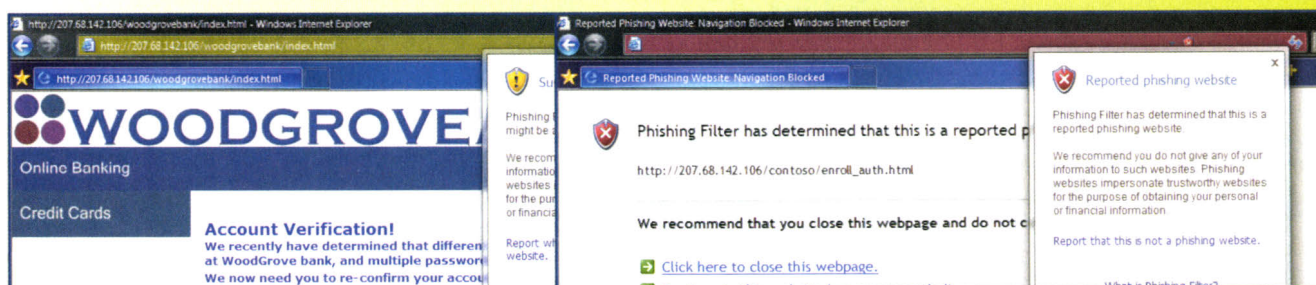 http://207.68.142.106/woodgrovebank/index.html - Windows Internet Explorer
http://207.68.142.106/woodgrovebank/index.html
http://207.68.142.106/woodgrovebank/index.html
WOODGROVE
Online Banking
Credit Cards
Account Verification!
We recently have determined that differen
at WoodGrove bank, and multiple passwor
We now need you to re-confirm your accou
Su
Phishing
might be
We recom
information
websites
for the pur
or financia
Report wh
website.
Reported Phishing Website: Navigation Blocked - Windows Internet Explorer
Reported Phishing Website: Navigation Blocked
Phishing Filter has determined that this is a reported p
http://207.68.142.106/contoso/enroll_auth.html
We recommend that you close this webpage and do not c
Click here to close this webpage.
x
Reported phishing website
Phishing Filter has determined that this is a
reported phishing website.
We recommend you do not give any of your
information to such websites. Phishing
websites impersonate trustworthy websites
for the purpose of obtaining your personal
or financial information
Report that this is not a phishing website.
What is Phishing Filter?